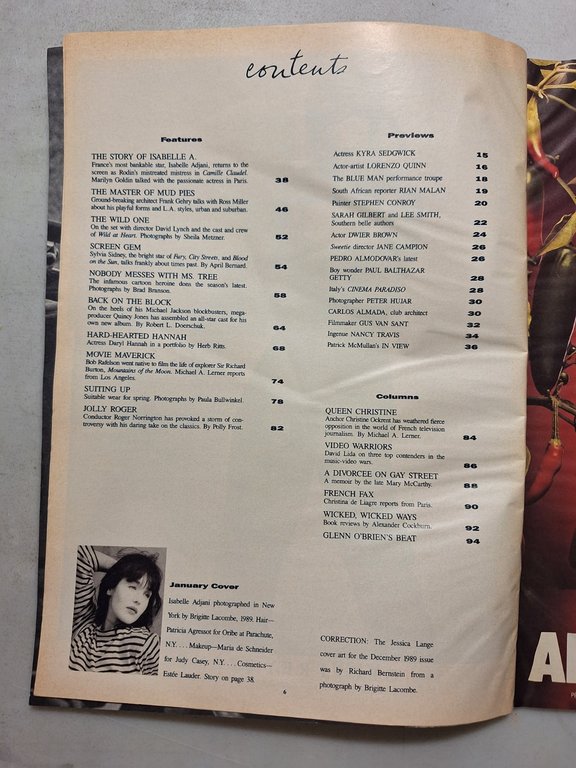 contents
Features
THE STORY OF ISABELLE A.
France's most bankable star, Isabelle Adjani, returns to the
screen as Rodin's mistreated mistress in Camille Claudel.
Marilyn Goldin talked with the passionate actress in Paris. 38
THE MASTER OF MUD PIES
Ground-breaking architect Frank Gehry talks with Ross Miller
about his playful forms and L.A. styles, urban and suburban. 46
THE WILD ONE
On the set with director David Lynch and the cast and crew
of Wild at Heart. Photographs by Sheila Metzner. 52
SCREEN GEM
Sylvia Sidney, the bright star of Fury, City Streets, and Blood
on the Sun, talks frankly about times past. By April Bernard. 54
NOBODY MESSES WITH MS. TREE
The infamous cartoon heroine dons the season's latest.
Photographs by Brad Branson. 58
BACK ON THE BLOCK
On the heels of his Michael Jackson blockbusters, mega-
producer Quincy Jones has assembled an all-star cast for his
own new album. By Robert L. Doerschuk. 64
HARD-HEARTED HANNAH
Actress Daryl Hannah in a portfolio by Herb Ritts. 68
MOVIE MAVERICK
Bob Rafelson went native to film the life of explorer Sir Richard
Burton, Mountains of the Moon. Michael A. Lerner reports
from Los Angeles. 74
SUITING UP
Suitable wear for spring. Photographs by Paula Bullwinkel. 78
JOLLY ROGER
Conductor Roger Norrington has provoked a storm of con-
troversy with his daring take on the classics. By Polly Frost. 82
Previews
Actress KYRA SEDGWICK 15
Actor-artist LORENZO QUINN 16
The BLUE MAN performance troupe 18
South African reporter RIAN MALAN 19
Painter STEPHEN CONROY 20
SARAH GILBERT and LEE SMITH,
Southern belle authors 22
Actor DWIER BROWN 24
Sweetie director JANE CAMPION 26
PEDRO ALMODOVAR's latest 26
Boy wonder PAUL BALTHAZAR
GETTY 28
Italy's CINEMA PARADISO 28
Photographer PETER HUJAR 30
CARLOS ALMADA, club architect 30
Filmmaker GUS VAN SANT 32
Ingenue NANCY TRAVIS 34
Patrick McMullan's IN VIEW 36
Columns
QUEEN CHRISTINE
Anchor Christine Ockrent has weathered fierce
opposition in the world of French television
journalism. By Michael A. Lerner. 84
VIDEO WARRIORS
David Lida on three top contenders in the
music-video wars. 86
A DIVORCEE ON GAY STREET
A memoir by the late Mary McCarthy. 88
FRENCH FAX
Christina de Liagre reports from Paris. 90
WICKED, WICKED WAYS
Book reviews by Alexander Cockburn. 92
GLENN O'BRIEN'S BEAT 94
January Cover
Isabelle Adjani photographed in New
York by Brigitte Lacombe, 1989. Hair—
Patricia Agressot for Oribe at Parachute,
N.Y. . . . Makeup—Maria de Schneider
for Judy Casey, N.Y. . . . Cosmetics—
Estée Lauder. Story on page 38.
CORRECTION: The Jessica Lange
cover art for the December 1989 issue
was by Richard Bernstein from a
photograph by Brigitte Lacombe.
6